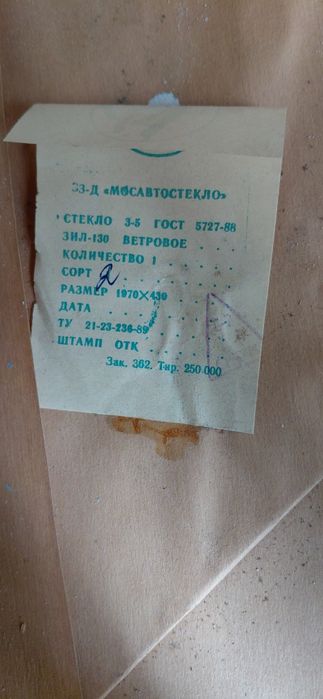 З-Д «МОСАВТОСТЕКЛО»
СТЕКЛО 3-5 ГОСТ 5727-88
ЗИЛ-130 ВЕТРОВОЕ . . .
КОЛИЧЕСТВО 1 . . . .
СОРТ . . . . .
РАЗМЕР 1970×430
ДАТА . . . . . .
ТУ 21-23-236-89 . . . .
ШТАМП ОТК . . . . .
Зак. 362. Тир. 250 000